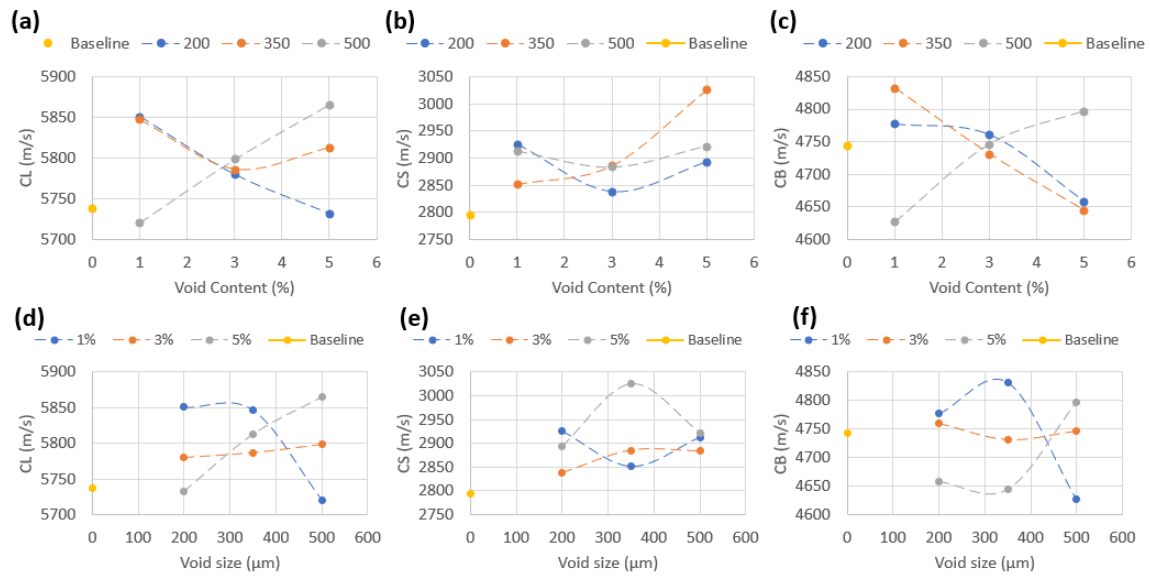 (a)
Baseline 200 350 500
5900
5850
5800
5750
5700
CL (m/s)
0 1 2 3 4 5 6
Void Content (%)
(b)
200 350 500 Baseline
3050
3000
2950
2900
2850
2800
2750
CS (m/s)
0 1 2 3 4 5 6
Void Content (%)
(c)
200 350 500 Baseline
4850
4800
4750
4700
4650
4600
CB (m/s)
0 1 2 3 4 5 6
Void Content (%)
(d)
1% 3% 5% Baseline
5900
5850
5800
5750
5700
CL (m/s)
0 100 200 300 400 500 600
Void size (µm)
(e)
1% 3% 5% Baseline
3050
3000
2950
2900
2850
2800
2750
CS (m/s)
0 100 200 300 400 500 600
Void size (µm)
(f)
1% 3% 5% Baseline
4850
4800
4750
4700
4650
4600
CB (m/s)
0 100 200 300 400 500 600
Void size (µm)